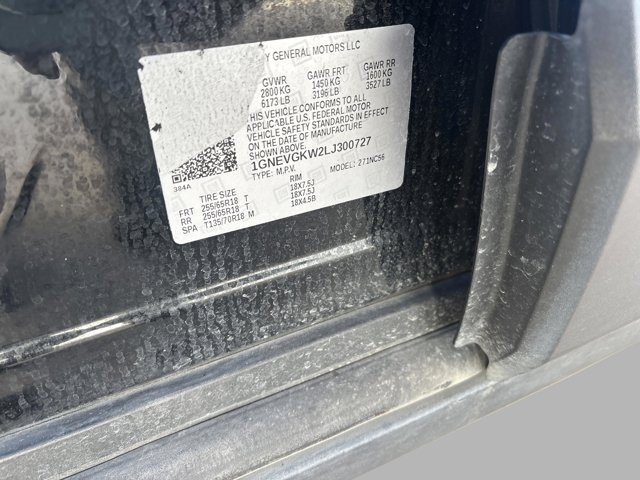 Y GENERAL MOTORS LLC
GVWR GAWR FRT GAWR RR
2800 KG 1450 KG 1600 KG
6173 LB 3196 LB 3527 LB
THIS VEHICLE CONFORMS TO ALL
APPLICABLE U.S. FEDERAL MOTOR
VEHICLE SAFETY STANDARDS IN EFFECT
ON THE DATE OF MANUFACTURE
SHOWN ABOVE.
1GNEVGKW2LJ300727
TYPE: M.P.V. MODEL: 271NC56
384A
TIRE SIZE RIM
FRT 255/65R18 T 18X7.5J
RR 255/65R18 T 18X7.5J
SPA T135/70R18 M 18X4.5B